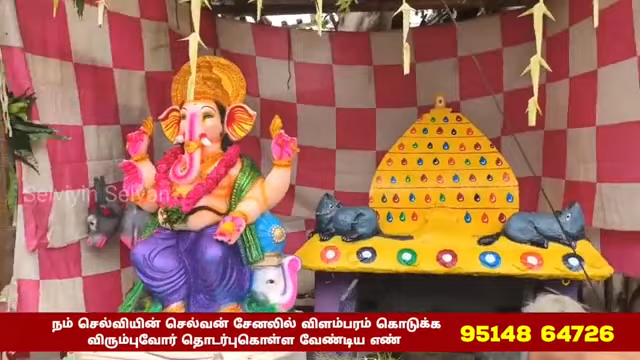 Selviyin Selvan
நம் செல்வியின் செல்வன் சேனலில் விளம்பரம் கொடுக்க
விரும்புவோர் தொடர்புகொள்ள வேண்டிய எண்
95148 64726